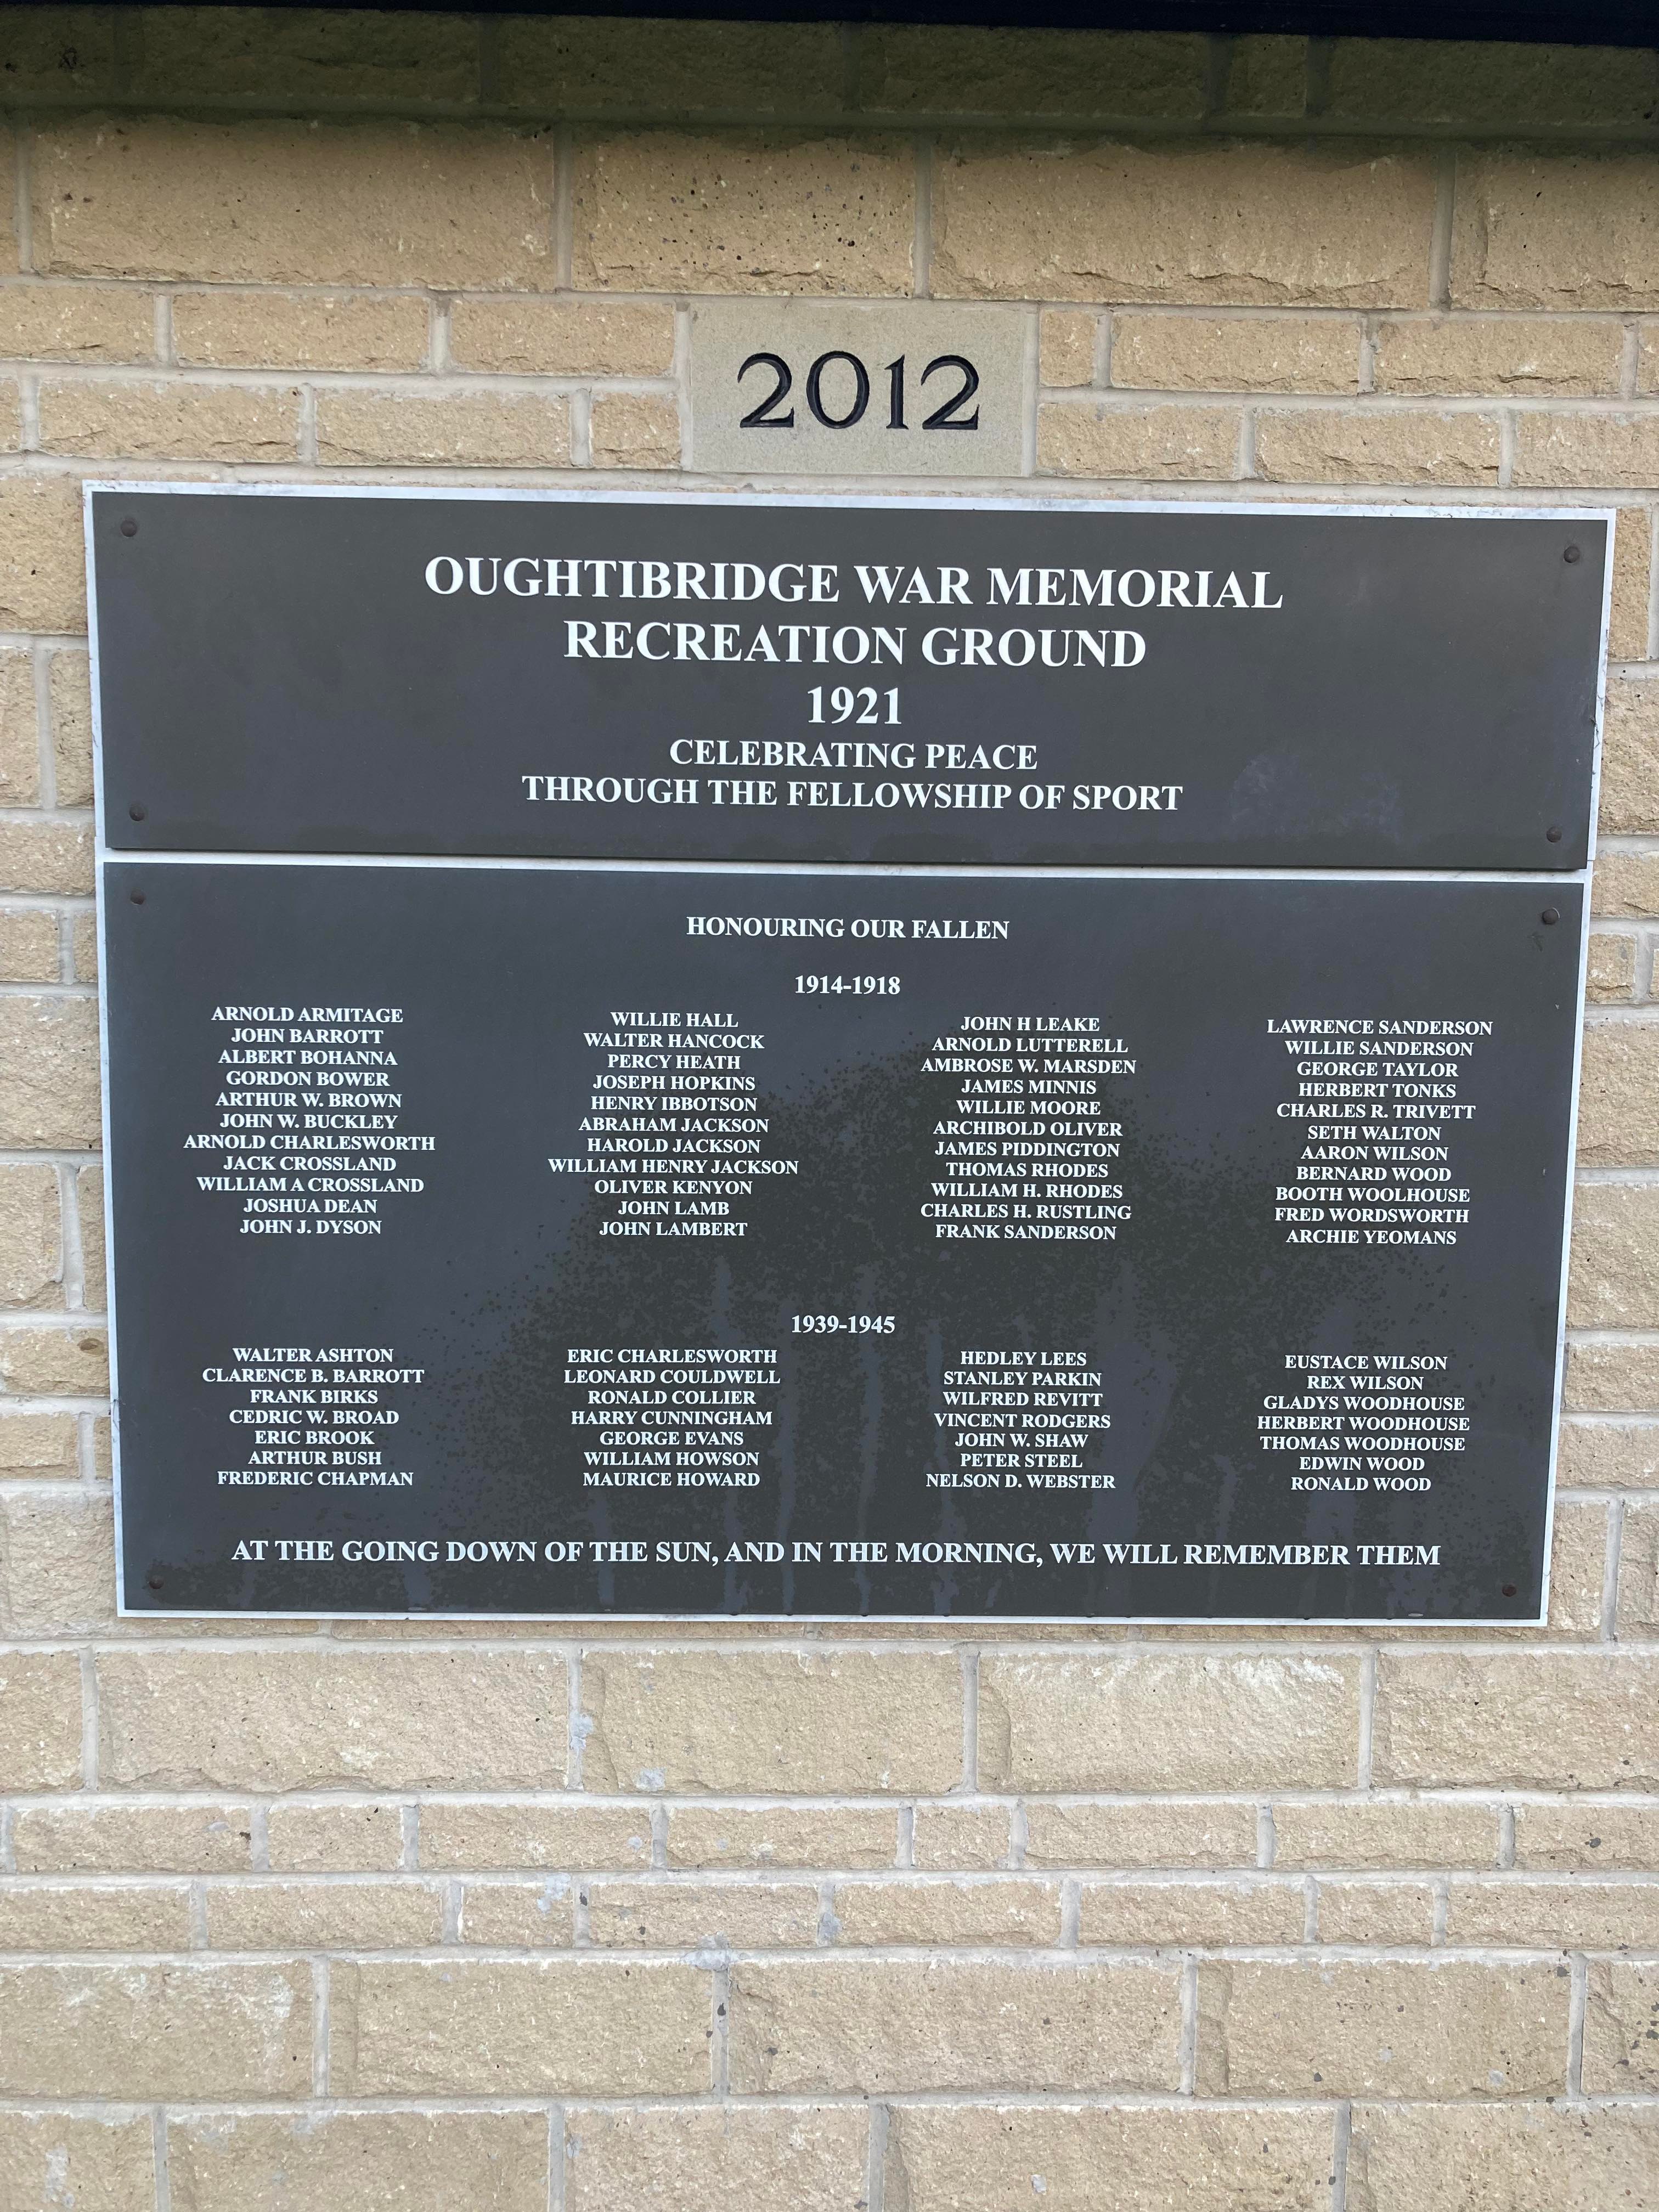 2012
OUGHTIBRIDGE WAR MEMORIAL
RECREATION GROUND
1921
CELEBRATING PEACE
THROUGH THE FELLOWSHIP OF SPORT
HONOURING OUR FALLEN
1914-1918
ARNOLD ARMITAGE
JOHN BARROTT
ALBERT BOHANNA
GORDON BOWER
ARTHUR W. BROWN
JOHN W. BUCKLEY
ARNOLD CHARLESWORTH
JACK CROSSLAND
WILLIAM A CROSSLAND
JOSHUA DEAN
JOHN J. DYSON
WILLIE HALL
WALTER HANCOCK
PERCY HEATH
JOSEPH HOPKINS
HENRY IBBOTSON
ABRAHAM JACKSON
HAROLD JACKSON
WILLIAM HENRY JACKSON
OLIVER KENYON
JOHN LAMB
JOHN LAMBERT
JOHN H LEAKE
ARNOLD LUTTERELL
AMBROSE W. MARSDEN
JAMES MINNIS
WILLIE MOORE
ARCHIBOLD OLIVER
JAMES PIDDINGTON
THOMAS RHODES
WILLIAM H. RHODES
CHARLES H. RUSTLING
FRANK SANDERSON
LAWRENCE SANDERSON
WILLIE SANDERSON
GEORGE TAYLOR
HERBERT TONKS
CHARLES R. TRIVETT
SETH WALTON
AARON WILSON
BERNARD WOOD
BOOTH WOOLHOUSE
FRED WORDSWORTH
ARCHIE YEOMANS
1939-1945
WALTER ASHTON
CLARENCE B. BARROTT
FRANK BIRKS
CEDRIC W. BROAD
ERIC BROOK
ARTHUR BUSH
FREDERIC CHAPMAN
ERIC CHARLESWORTH
LEONARD COULDWELL
RONALD COLLIER
HARRY CUNNINGHAM
GEORGE EVANS
WILLIAM HOWSON
MAURICE HOWARD
HEDLEY LEES
STANLEY PARKIN
WILFRED REVITT
VINCENT RODGERS
JOHN W. SHAW
PETER STEEL
NELSON D. WEBSTER
EUSTACE WILSON
REX WILSON
GLADYS WOODHOUSE
HERBERT WOODHOUSE
THOMAS WOODHOUSE
EDWIN WOOD
RONALD WOOD
AT THE GOING DOWN OF THE SUN, AND IN THE MORNING, WE WILL REMEMBER THEM